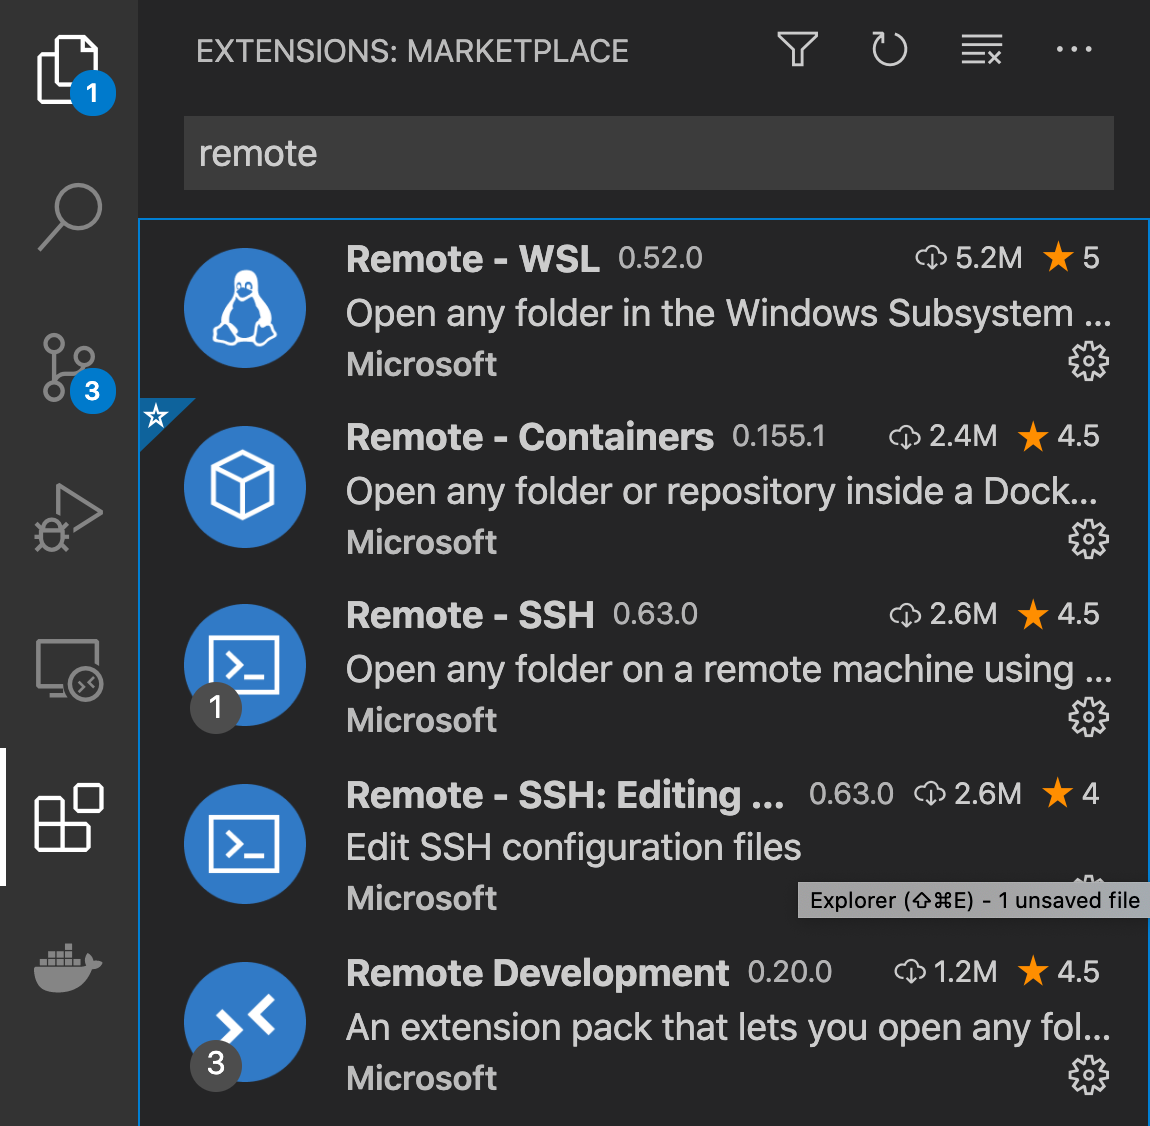 EXTENSIONS: MARKETPLACE
1
remote
3
Remote - WSL 0.52.0 5.2M 5
Open any folder in the Windows Subsystem ...
Microsoft
Remote - Containers 0.155.1 2.4M 4.5
Open any folder or repository inside a Dock...
Microsoft
Remote - SSH 0.63.0 2.6M 4.5
Open any folder on a remote machine using ...
1
Microsoft
Remote - SSH: Editing ... 0.63.0 2.6M 4
Edit SSH configuration files
Microsoft
Explorer (⇧⌘E) - 1 unsaved file
Remote Development 0.20.0 1.2M 4.5
An extension pack that lets you open any fol...
3
Microsoft